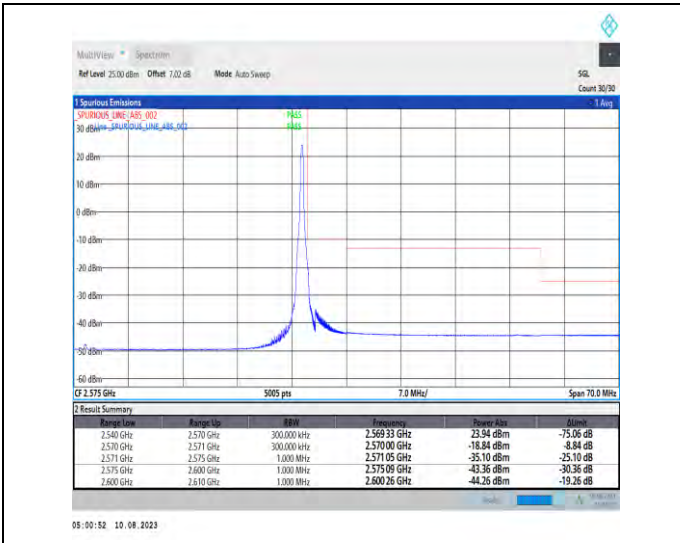 MultiView Spectrum
Ref Level 25.00 dBm Offset 7.02 dB Mode Auto Sweep SGL
Count 30/30
1 Spurious Emissions 1 Avg
_SPURIOUS_LINE_ABS_002 PASS
30 dBm Line _SPURIOUS_LINE_ABS_002 PASS
20 dBm
10 dBm
0 dBm
-10 dBm
-20 dBm
-30 dBm
-40 dBm
-50 dBm
-60 dBm
CF 2.575 GHz 5005 pts 7.0 MHz/ Span 70.0 MHz
2 Result Summary
Range Low Range Up RBW Frequency Power Abs ΔLimit
2.540 GHz 2.570 GHz 300.000 kHz 2.569 33 GHz 23.94 dBm -75.06 dB
2.570 GHz 2.571 GHz 300.000 kHz 2.570 00 GHz -18.84 dBm -8.84 dB
2.571 GHz 2.575 GHz 1.000 MHz 2.571 05 GHz -35.10 dBm -25.10 dB
2.575 GHz 2.600 GHz 1.000 MHz 2.575 09 GHz -43.36 dBm -30.36 dB
2.600 GHz 2.610 GHz 1.000 MHz 2.600 26 GHz -44.26 dBm -19.26 dB
05:00:52 10.08.2023